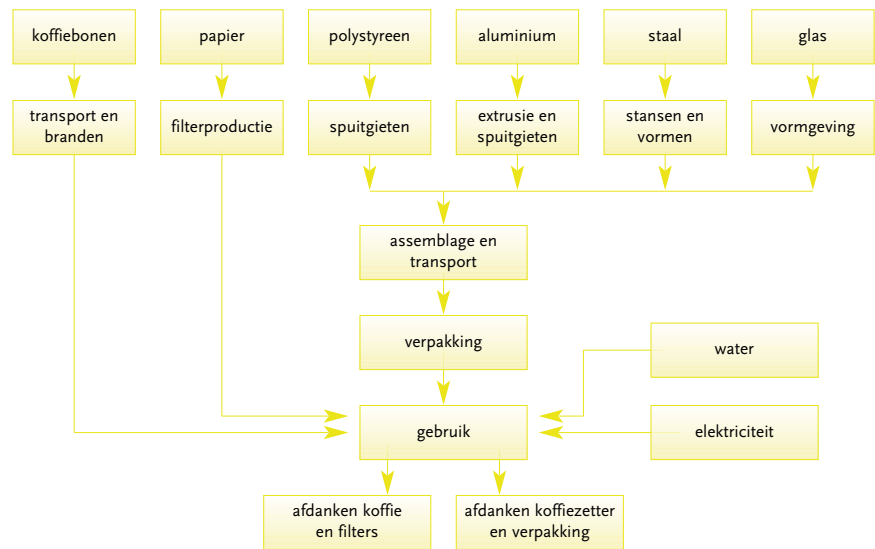 koffiebonen
papier
polystyreen
aluminium
staal
glas
transport en
branden
filterproductie
spuitgieten
extrusie en
spuitgieten
stansen en
vormen
vormgeving
assemblage en
transport
verpakking
water
gebruik
elektriciteit
afdanken koffie
en filters
afdanken koffiezetter
en verpakking